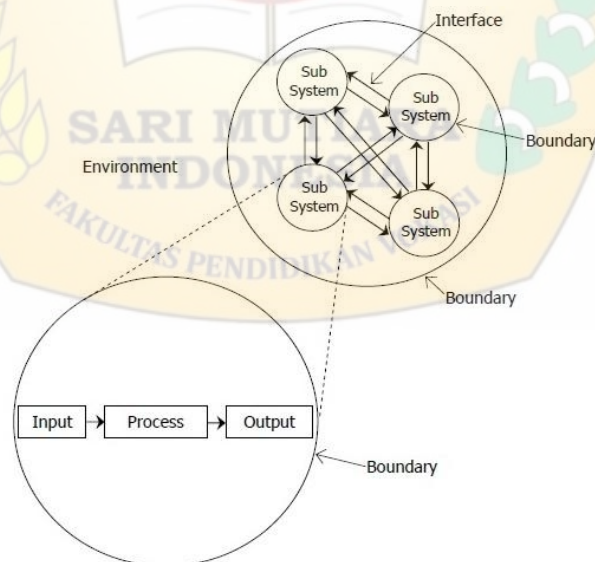 Interface
Sub
System
Sub
System
Boundary
SARI MUTIARA
INDONESIA
Environment
Sub
System
Sub
System
FAKULTAS PENDIDIKAN VOKASI
Boundary
Input
Process
Output
Boundary